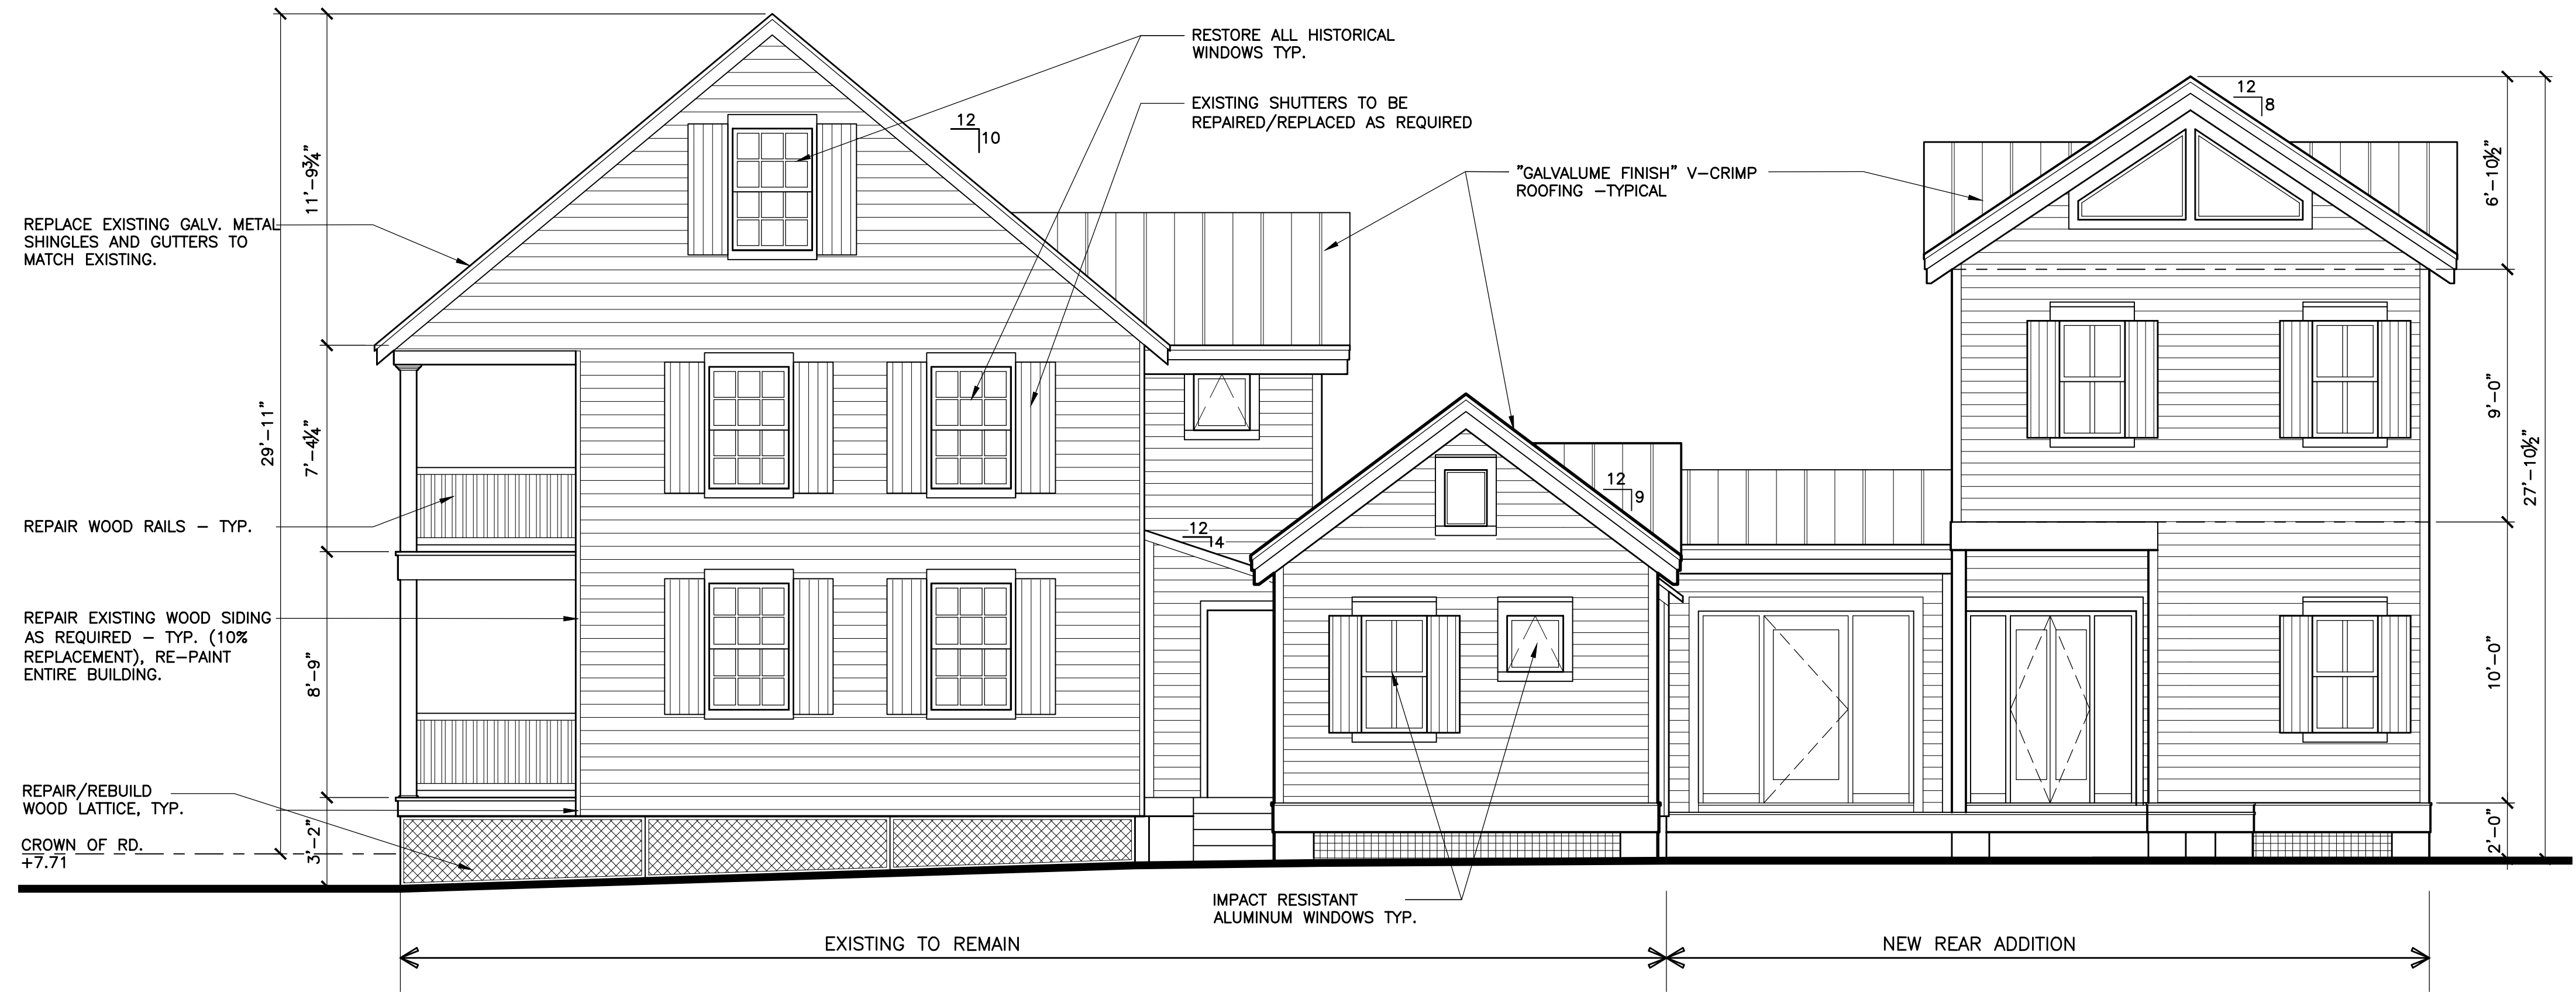 RESTORE ALL HISTORICAL
WINDOWS TYP.
EXISTING SHUTTERS TO BE
REPAIRED/REPLACED AS REQUIRED
12
10
12
8
"GALVALUME FINISH" V-CRIMP
ROOFING -TYPICAL
11'-9¾"
6'-10½"
REPLACE EXISTING GALV. METAL
SHINGLES AND GUTTERS TO
MATCH EXISTING.
29'-11"
7'-4¼"
9'-0"
27'-10½"
12
9
REPAIR WOOD RAILS - TYP.
12
4
REPAIR EXISTING WOOD SIDING
AS REQUIRED - TYP. (10%
REPLACEMENT), RE-PAINT
ENTIRE BUILDING.
8'-9"
10'-0"
REPAIR/REBUILD
WOOD LATTICE, TYP.
CROWN OF RD.
+7.71
3'-2"
2'-0"
IMPACT RESISTANT
ALUMINUM WINDOWS TYP.
EXISTING TO REMAIN
NEW REAR ADDITION